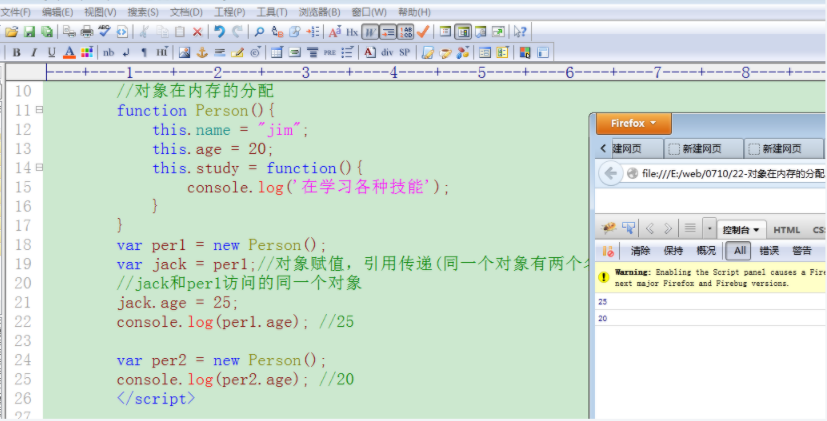 文件(F) 编辑(E) 视图(V) 搜索(S) 文档(D) 工程(P) 工具(T) 浏览器(B) 窗口(W) 帮助(H)
B I U A nb ¶ Hi PRE A div SP
----+----1----+----2----+----3----+----4----+----5----+----6----+----7----+----8----+---
10 //对象在内存的分配
11 function Person(){
12 this.name = "jim";
13 this.age = 20;
14 this.study = function(){
15 console.log('在学习各种技能');
16 }
17 }
18 var per1 = new Person();
19 var jack = per1;//对象赋值，引用传递(同一个对象有两个
20 //jack和per1访问的同一个对象
21 jack.age = 25;
22 console.log(per1.age); //25
23
24 var per2 = new Person();
25 console.log(per2.age); //20
26 </script>
27
Firefox
建网页 新建网页 新建网页
file:///E:/web/0710/22-对象在内存的分配
控制台 HTML CS
清除 保持 概况 All 错误 警告
Warning: Enabling the Script panel causes a Fire
next major Firefox and Firebug versions.
25
20